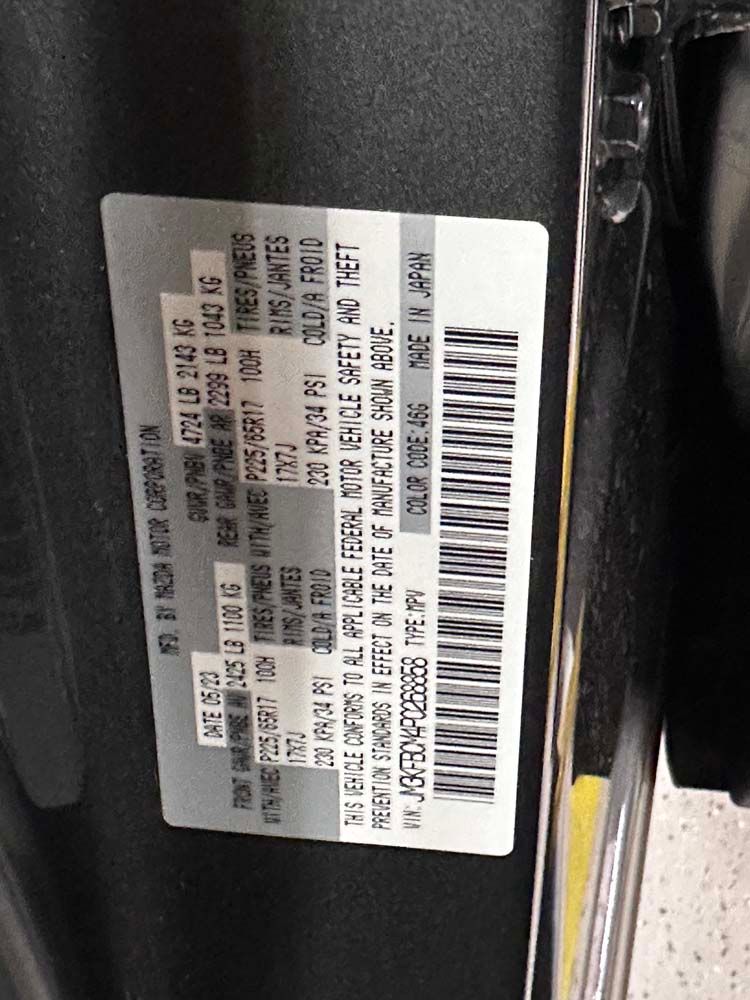 MFD. BY MAZDA MOTOR CORPORATION
DATE 05/23 GVWR/PNBV 4724 LB 2143 KG
FRONT GAWR/PNBE AV 2425 LB 1100 KG REAR GAWR/PNBE AR 2299 LB 1043 KG
WITH/AVEC P225/65R17 100H TIRES/PNEUS WITH/AVEC P225/65R17 100H TIRES/PNEUS
17X7J RIMS/JANTES 17X7J RIMS/JANTES
230 KPA/34 PSI COLD/A FROID 230 KPA/34 PSI COLD/A FROID
THIS VEHICLE CONFORMS TO ALL APPLICABLE FEDERAL MOTOR VEHICLE SAFETY AND THEFT
PREVENTION STANDARDS IN EFFECT ON THE DATE OF MANUFACTURE SHOWN ABOVE.
VIN: JM3KFBCM4P0268858 TYPE:MPV COLOR CODE:46G MADE IN JAPAN